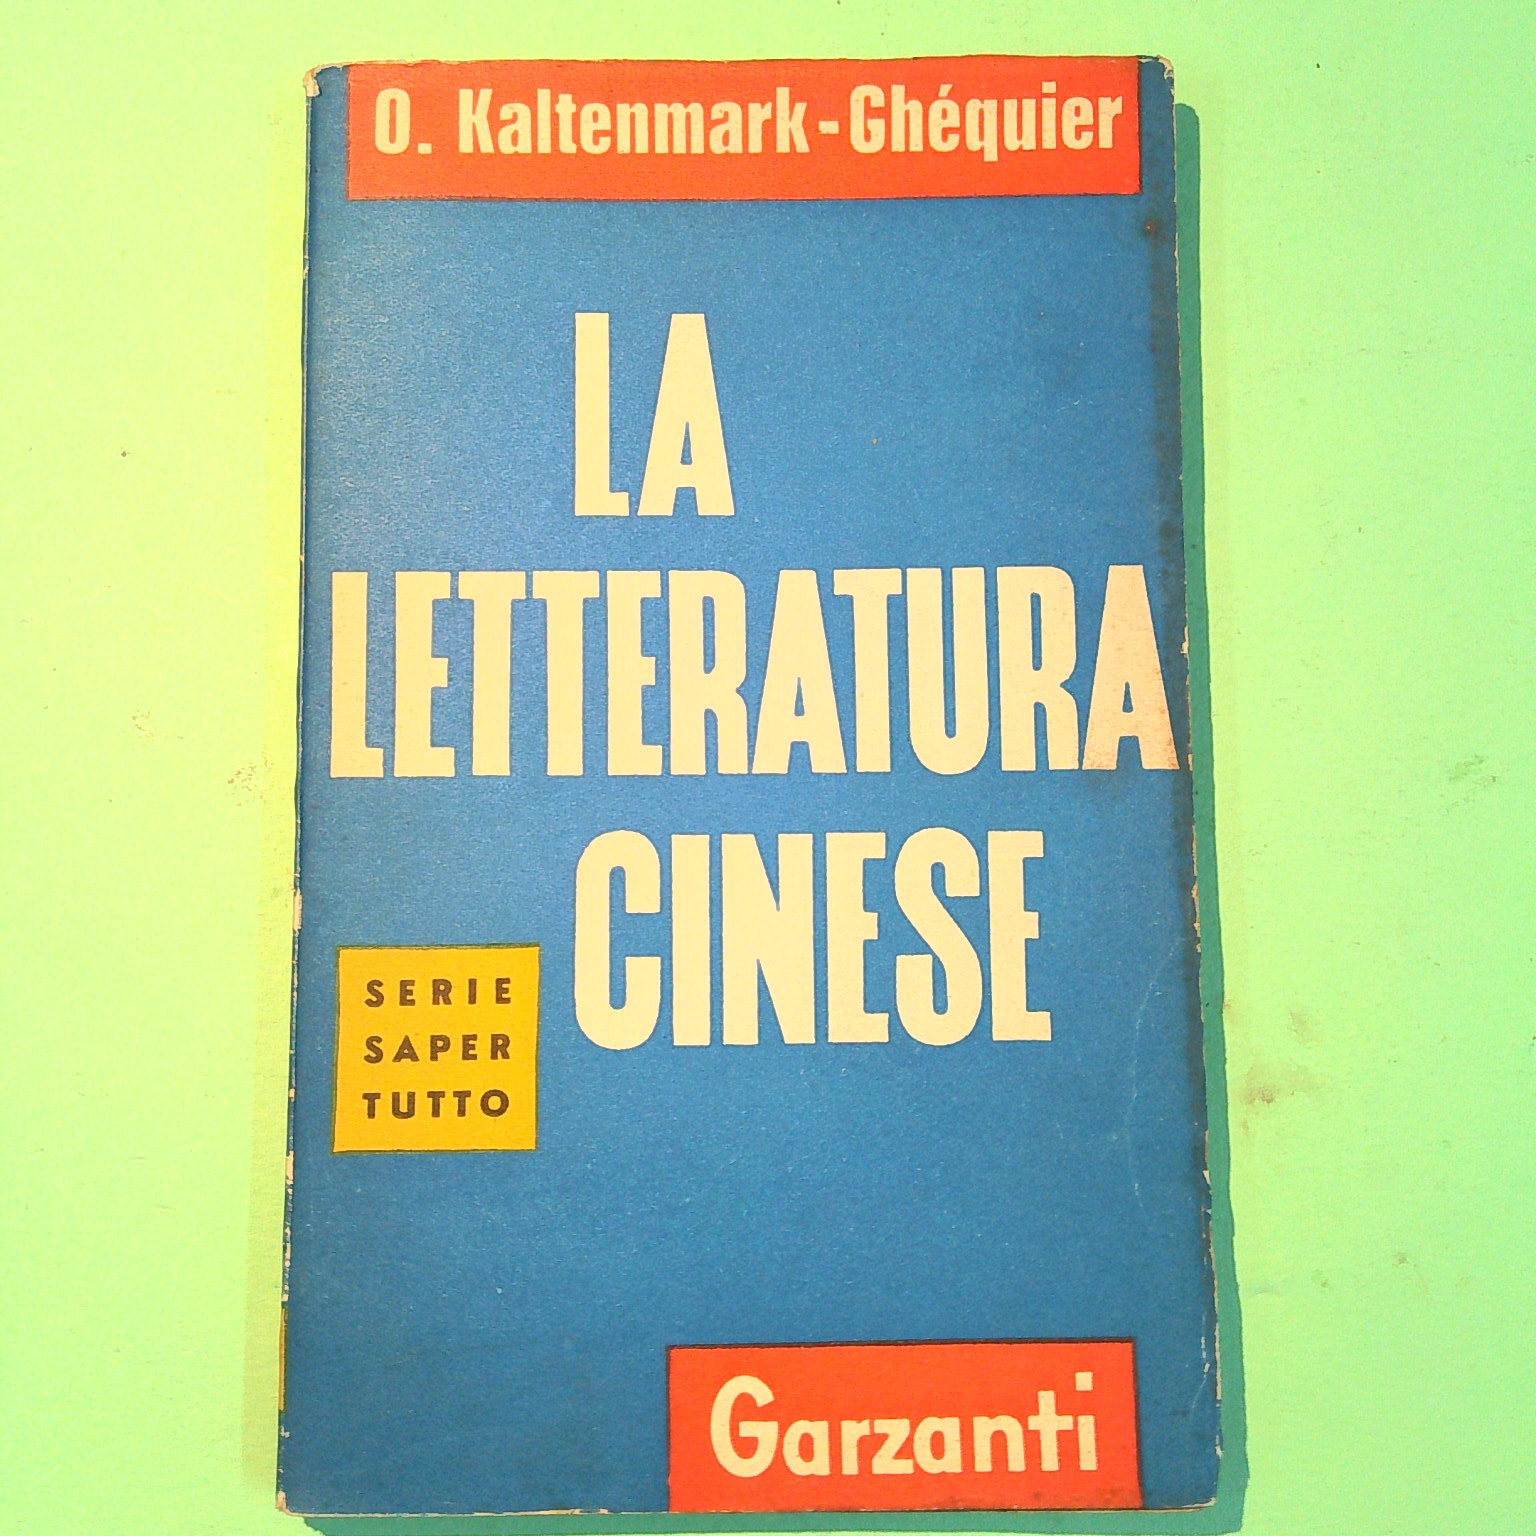 O. Kaltenmark-Ghéquier
LA
LETTERATURA
CINESE
SERIE
SAPER
TUTTO
Garzanti